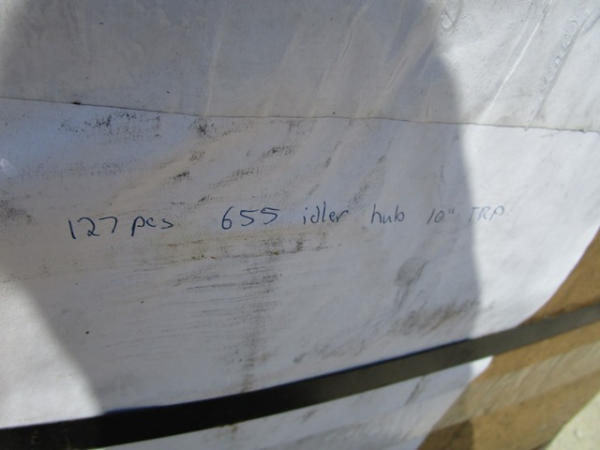 127 pcs 655 idler hub 10" TRP